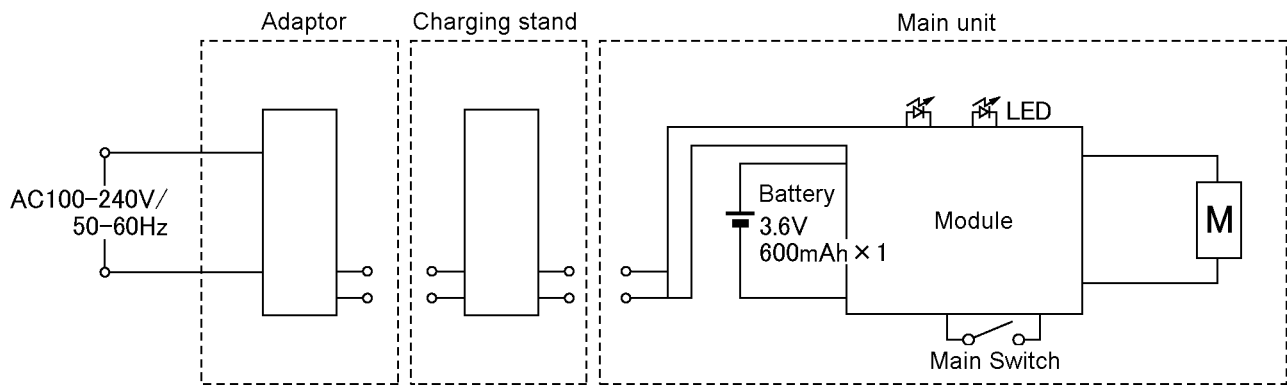 Adaptor
Charging stand
Main unit
LED
AC100-240V/
50-60Hz
Battery
3.6V
600mAh×1
Module
M
Main Switch